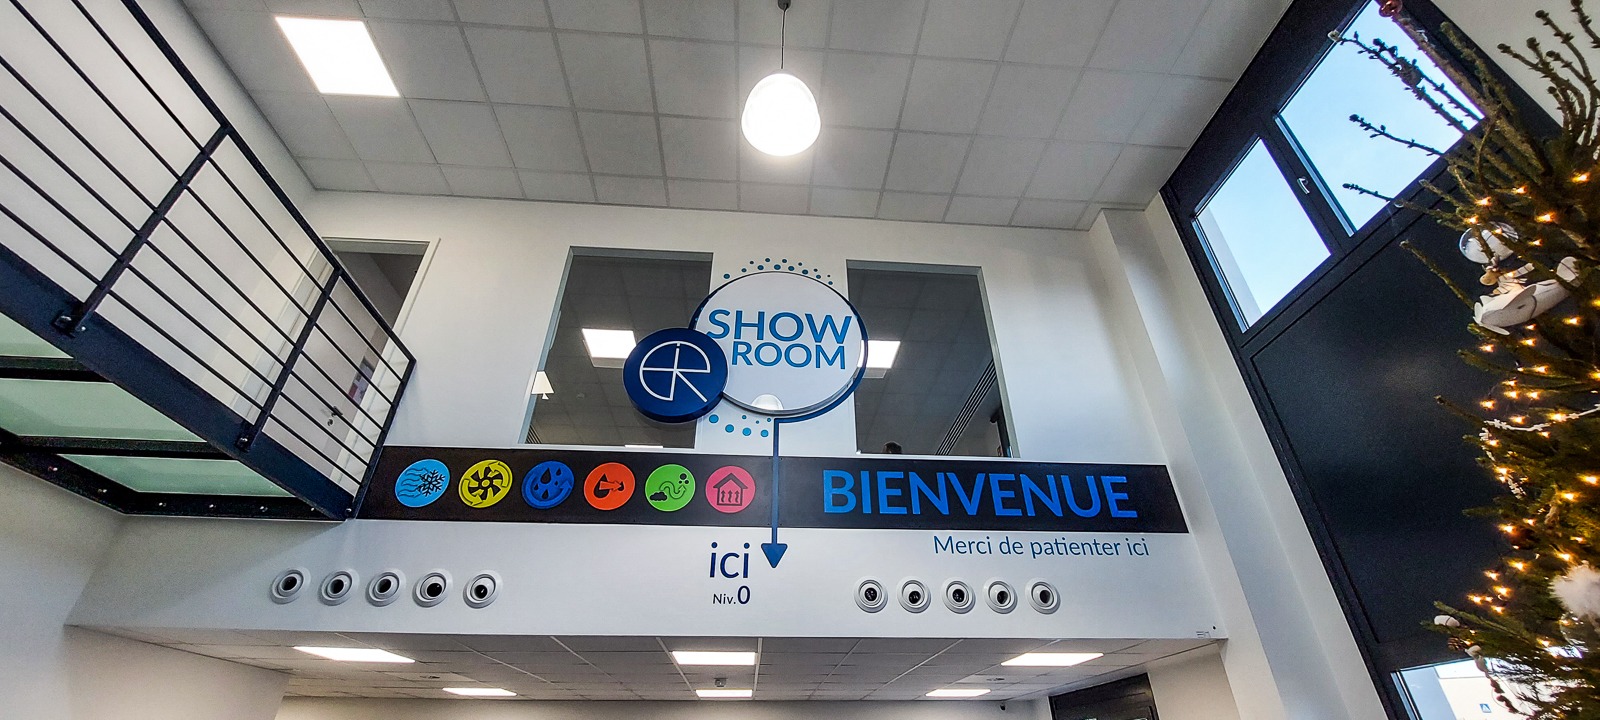 SHOW
ROOM
BIENVENUE
Merci de patienter ici
ici
Niv.0